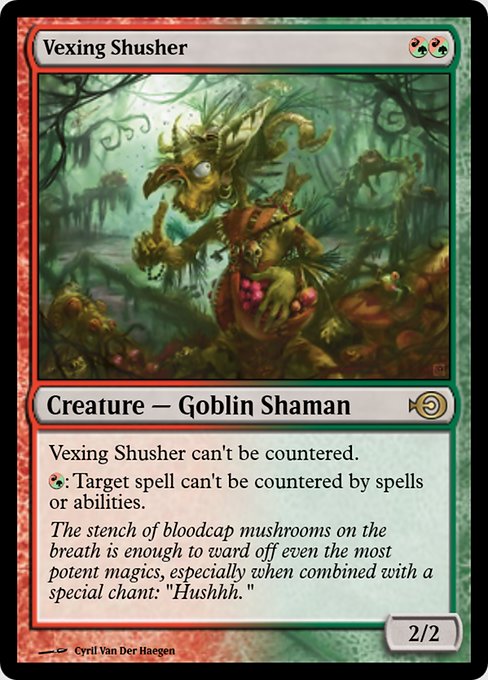 Vexing Shusher
Creature — Goblin Shaman
Vexing Shusher can't be countered.
: Target spell can't be countered by spells
or abilities.
The stench of bloodcap mushrooms on the
breath is enough to ward off even the most
potent magics, especially when combined with a
special chant: "Hushhh."
2/2
Cyril Van Der Haegen